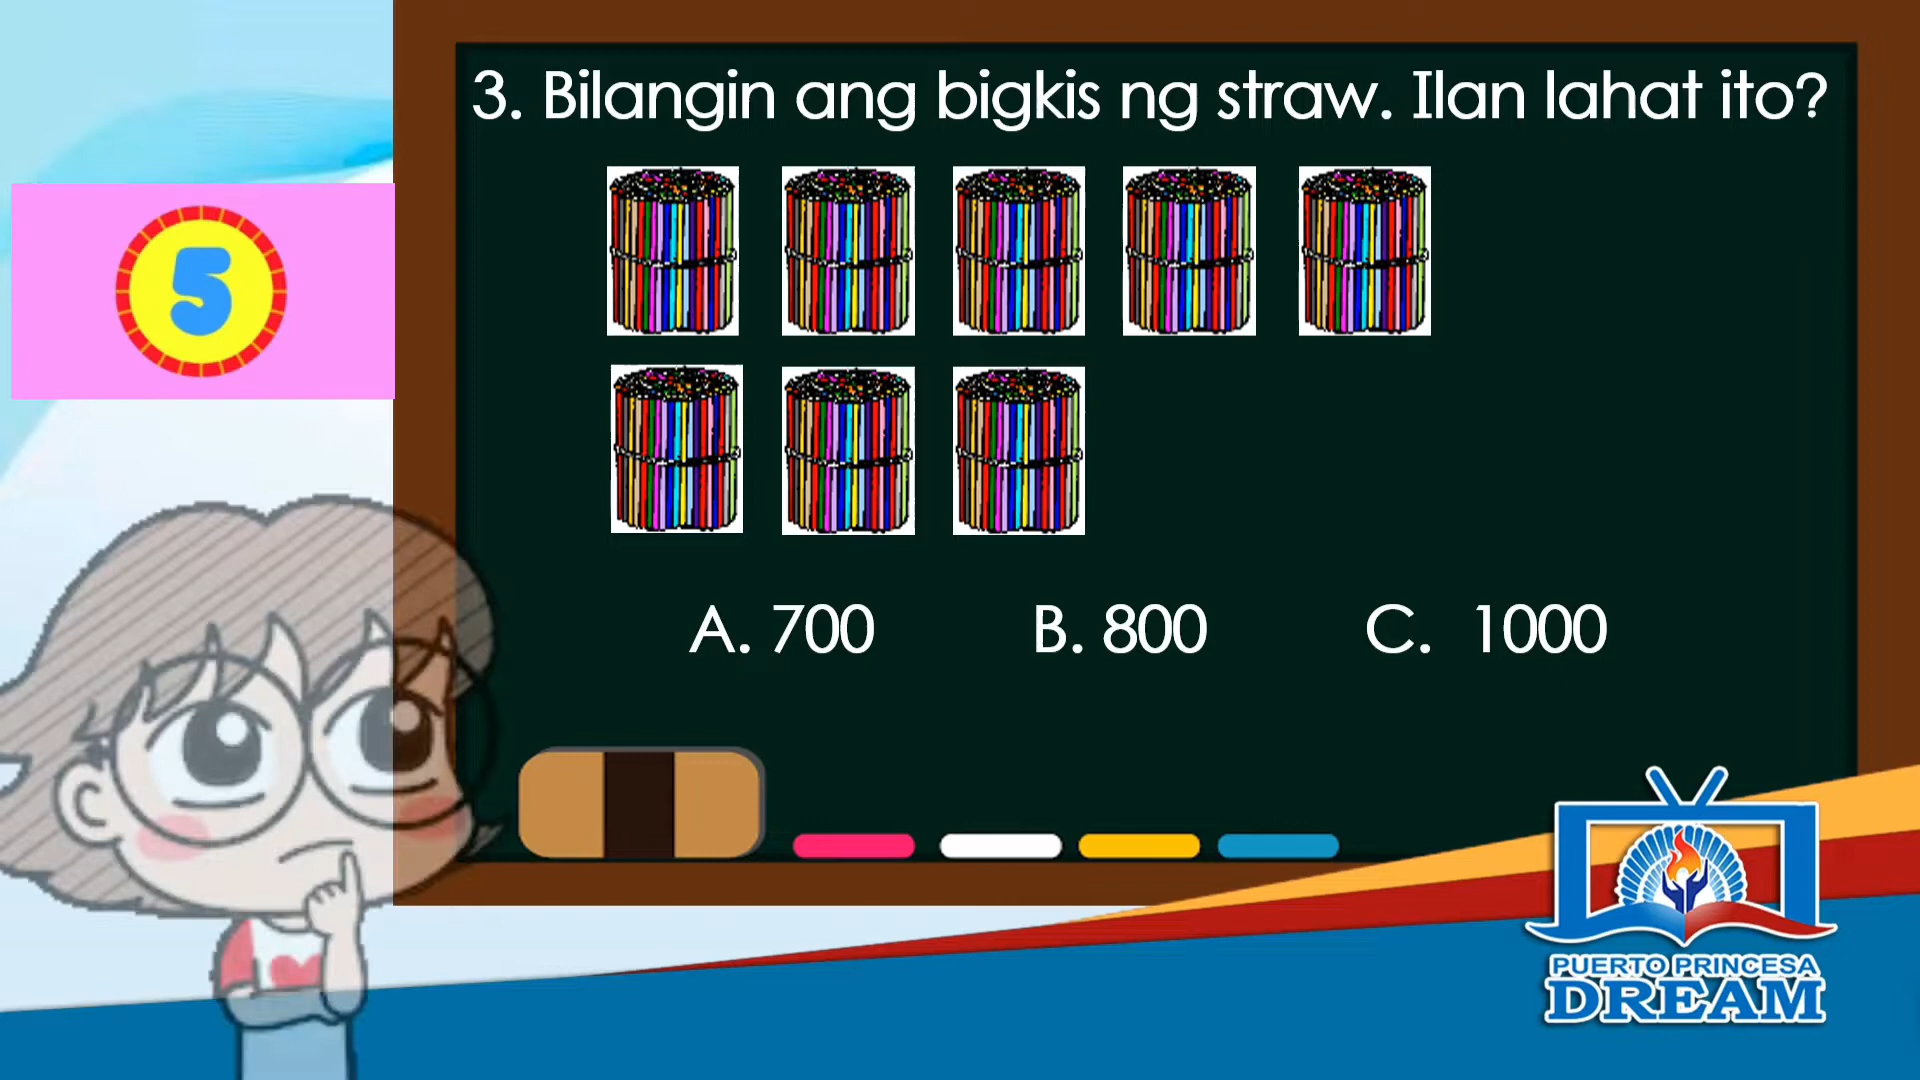 3. Bilangin ang bigkis ng straw. Ilan lahat ito?
5
A. 700 B. 800 C. 1000
PUERTO PRINCESA
DREAM